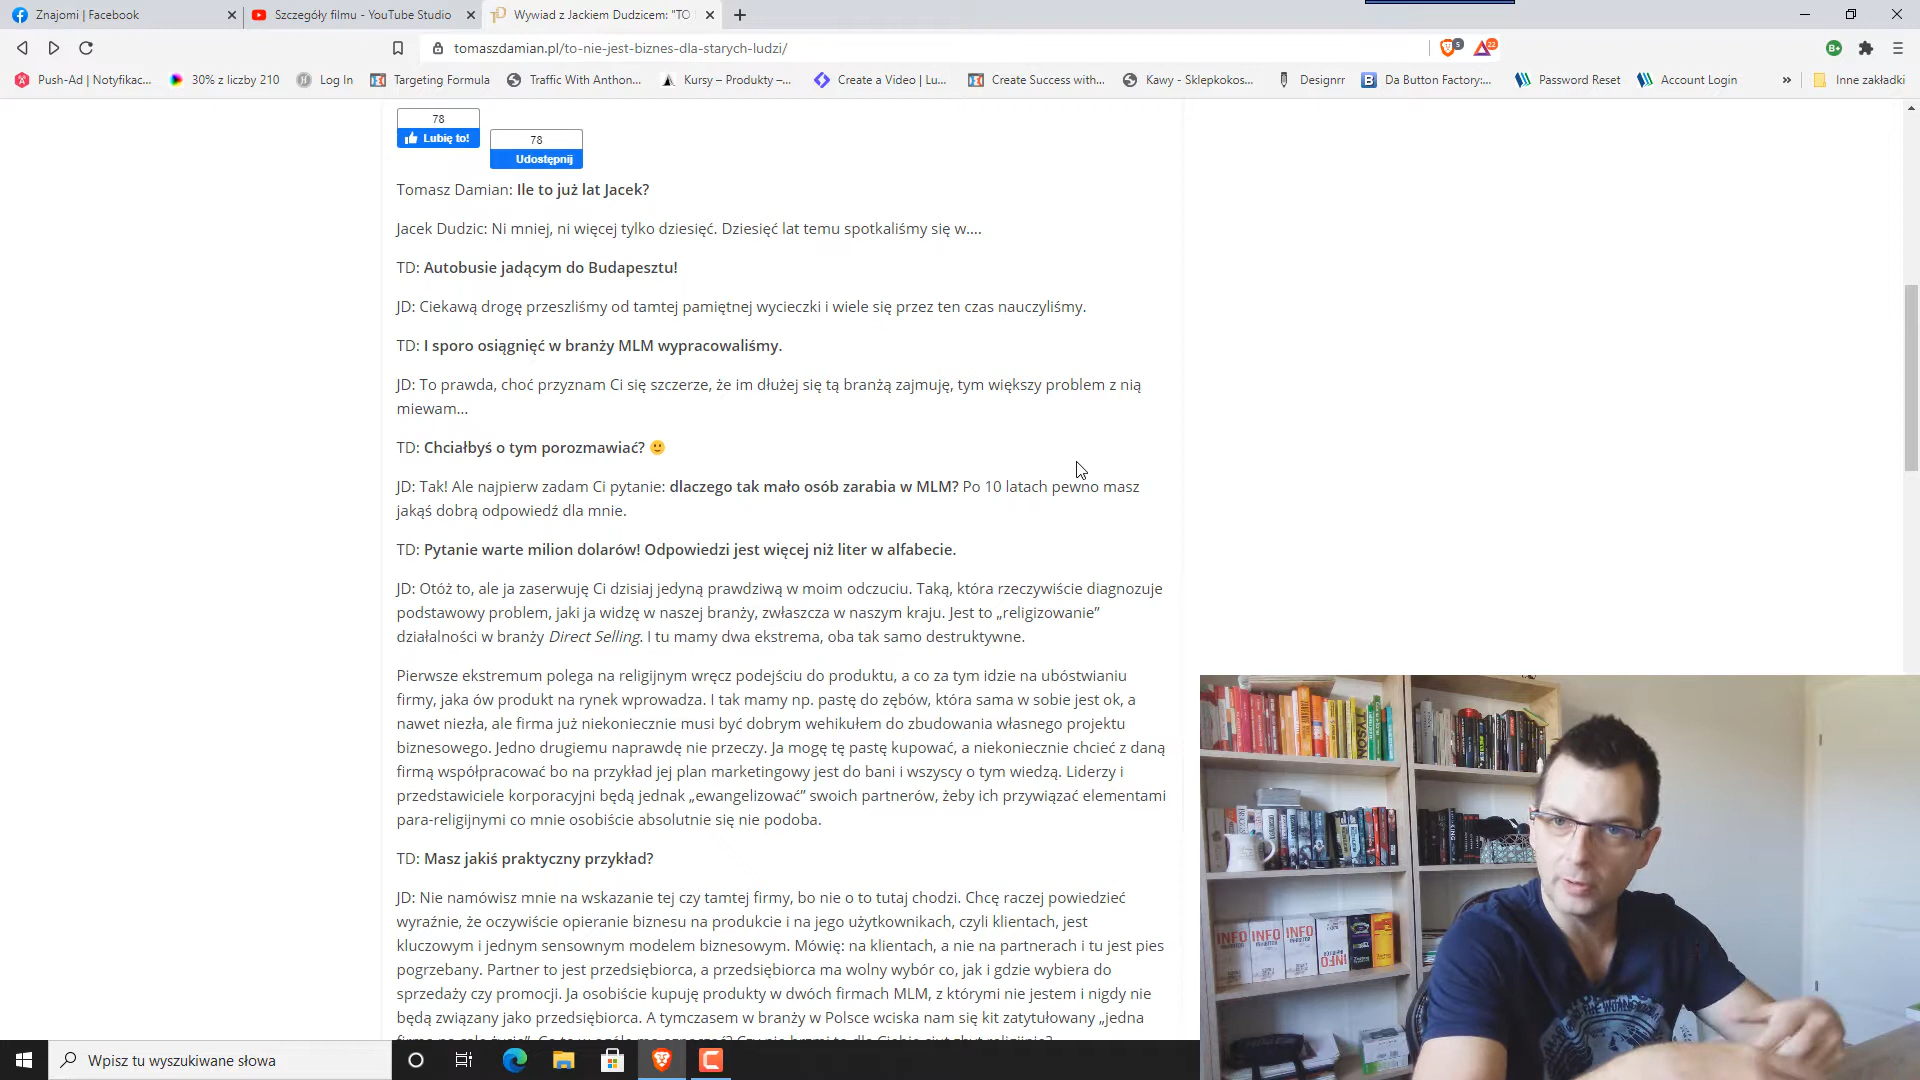 Znajomi | Facebook
Szczegóły filmu - YouTube Studio
Wywiad z Jackiem Dudzicem: "TO
tomaszdamian.pl/to-nie-jest-biznes-dla-starych-ludzi/
5
22
Push-Ad | Notyfikac...
30% z liczby 210
Log In
Targeting Formula
Traffic With Anthon...
Kursy – Produkty –...
Create a Video | Lu...
Create Success with...
Kawy - Sklepkokos...
Designrr
Da Button Factory:...
Password Reset
Account Login
»
Inne zakładki
78
Lubię to!
78
Udostępnij
Tomasz Damian: Ile to już lat Jacek?
Jacek Dudzic: Ni mniej, ni więcej tylko dziesięć. Dziesięć lat temu spotkaliśmy się w....
TD: Autobusie jadącym do Budapesztu!
JD: Ciekawą drogę przeszliśmy od tamtej pamiętnej wycieczki i wiele się przez ten czas nauczyliśmy.
TD: I sporo osiągnięć w branży MLM wypracowaliśmy.
JD: To prawda, choć przyznam Ci się szczerze, że im dłużej się tą branżą zajmuję, tym większy problem z nią
miewam...
TD: Chciałbyś o tym porozmawiać? 🙂
JD: Tak! Ale najpierw zadam Ci pytanie: dlaczego tak mało osób zarabia w MLM? Po 10 latach pewno masz
jakąś dobrą odpowiedź dla mnie.
TD: Pytanie warte milion dolarów! Odpowiedzi jest więcej niż liter w alfabecie.
JD: Otóż to, ale ja zaserwuję Ci dzisiaj jedyną prawdziwą w moim odczuciu. Taką, która rzeczywiście diagnozuje
podstawowy problem, jaki ja widzę w naszej branży, zwłaszcza w naszym kraju. Jest to „religizowanie”
działalności w branży Direct Selling. I tu mamy dwa ekstrema, oba tak samo destruktywne.
Pierwsze ekstremum polega na religijnym wręcz podejściu do produktu, a co za tym idzie na ubóstwianiu
firmy, jaka ów produkt na rynek wprowadza. I tak mamy np. pastę do zębów, która sama w sobie jest ok, a
nawet niezła, ale firma już niekoniecznie musi być dobrym wehikułem do zbudowania własnego projektu
biznesowego. Jedno drugiemu naprawdę nie przeczy. Ja mogę tę pastę kupować, a niekoniecznie chcieć z daną
firmą współpracować bo na przykład jej plan marketingowy jest do bani i wszyscy o tym wiedzą. Liderzy i
przedstawiciele korporacyjni będą jednak „ewangelizować” swoich partnerów, żeby ich przywiązać elementami
para-religijnymi co mnie osobiście absolutnie się nie podoba.
TD: Masz jakiś praktyczny przykład?
JD: Nie namówisz mnie na wskazanie tej czy tamtej firmy, bo nie o to tutaj chodzi. Chcę raczej powiedzieć
wyraźnie, że oczywiście opieranie biznesu na produkcie i na jego użytkownikach, czyli klientach, jest
kluczowym i jednym sensownym modelem biznesowym. Mówię: na klientach, a nie na partnerach i tu jest pies
pogrzebany. Partner to jest przedsiębiorca, a przedsiębiorca ma wolny wybór co, jak i gdzie wybiera do
sprzedaży czy promocji. Ja osobiście kupuję produkty w dwóch firmach MLM, z którymi nie jestem i nigdy nie
będą związany jako przedsiębiorca. A tymczasem w branży w Polsce wciska nam się kit zatytułowany „jedna
INFO
INFO
INFO
TYSON
Wpisz tu wyszukiwane słowa